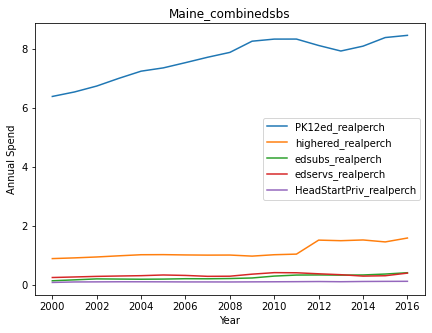 Maine_combinedsbs
8
6
4
2
0
Annual Spend
PK12ed_realperch
highered_realperch
edsubs_realperch
edservs_realperch
HeadStartPriv_realperch
2000 2002 2004 2006 2008 2010 2012 2014 2016
Year